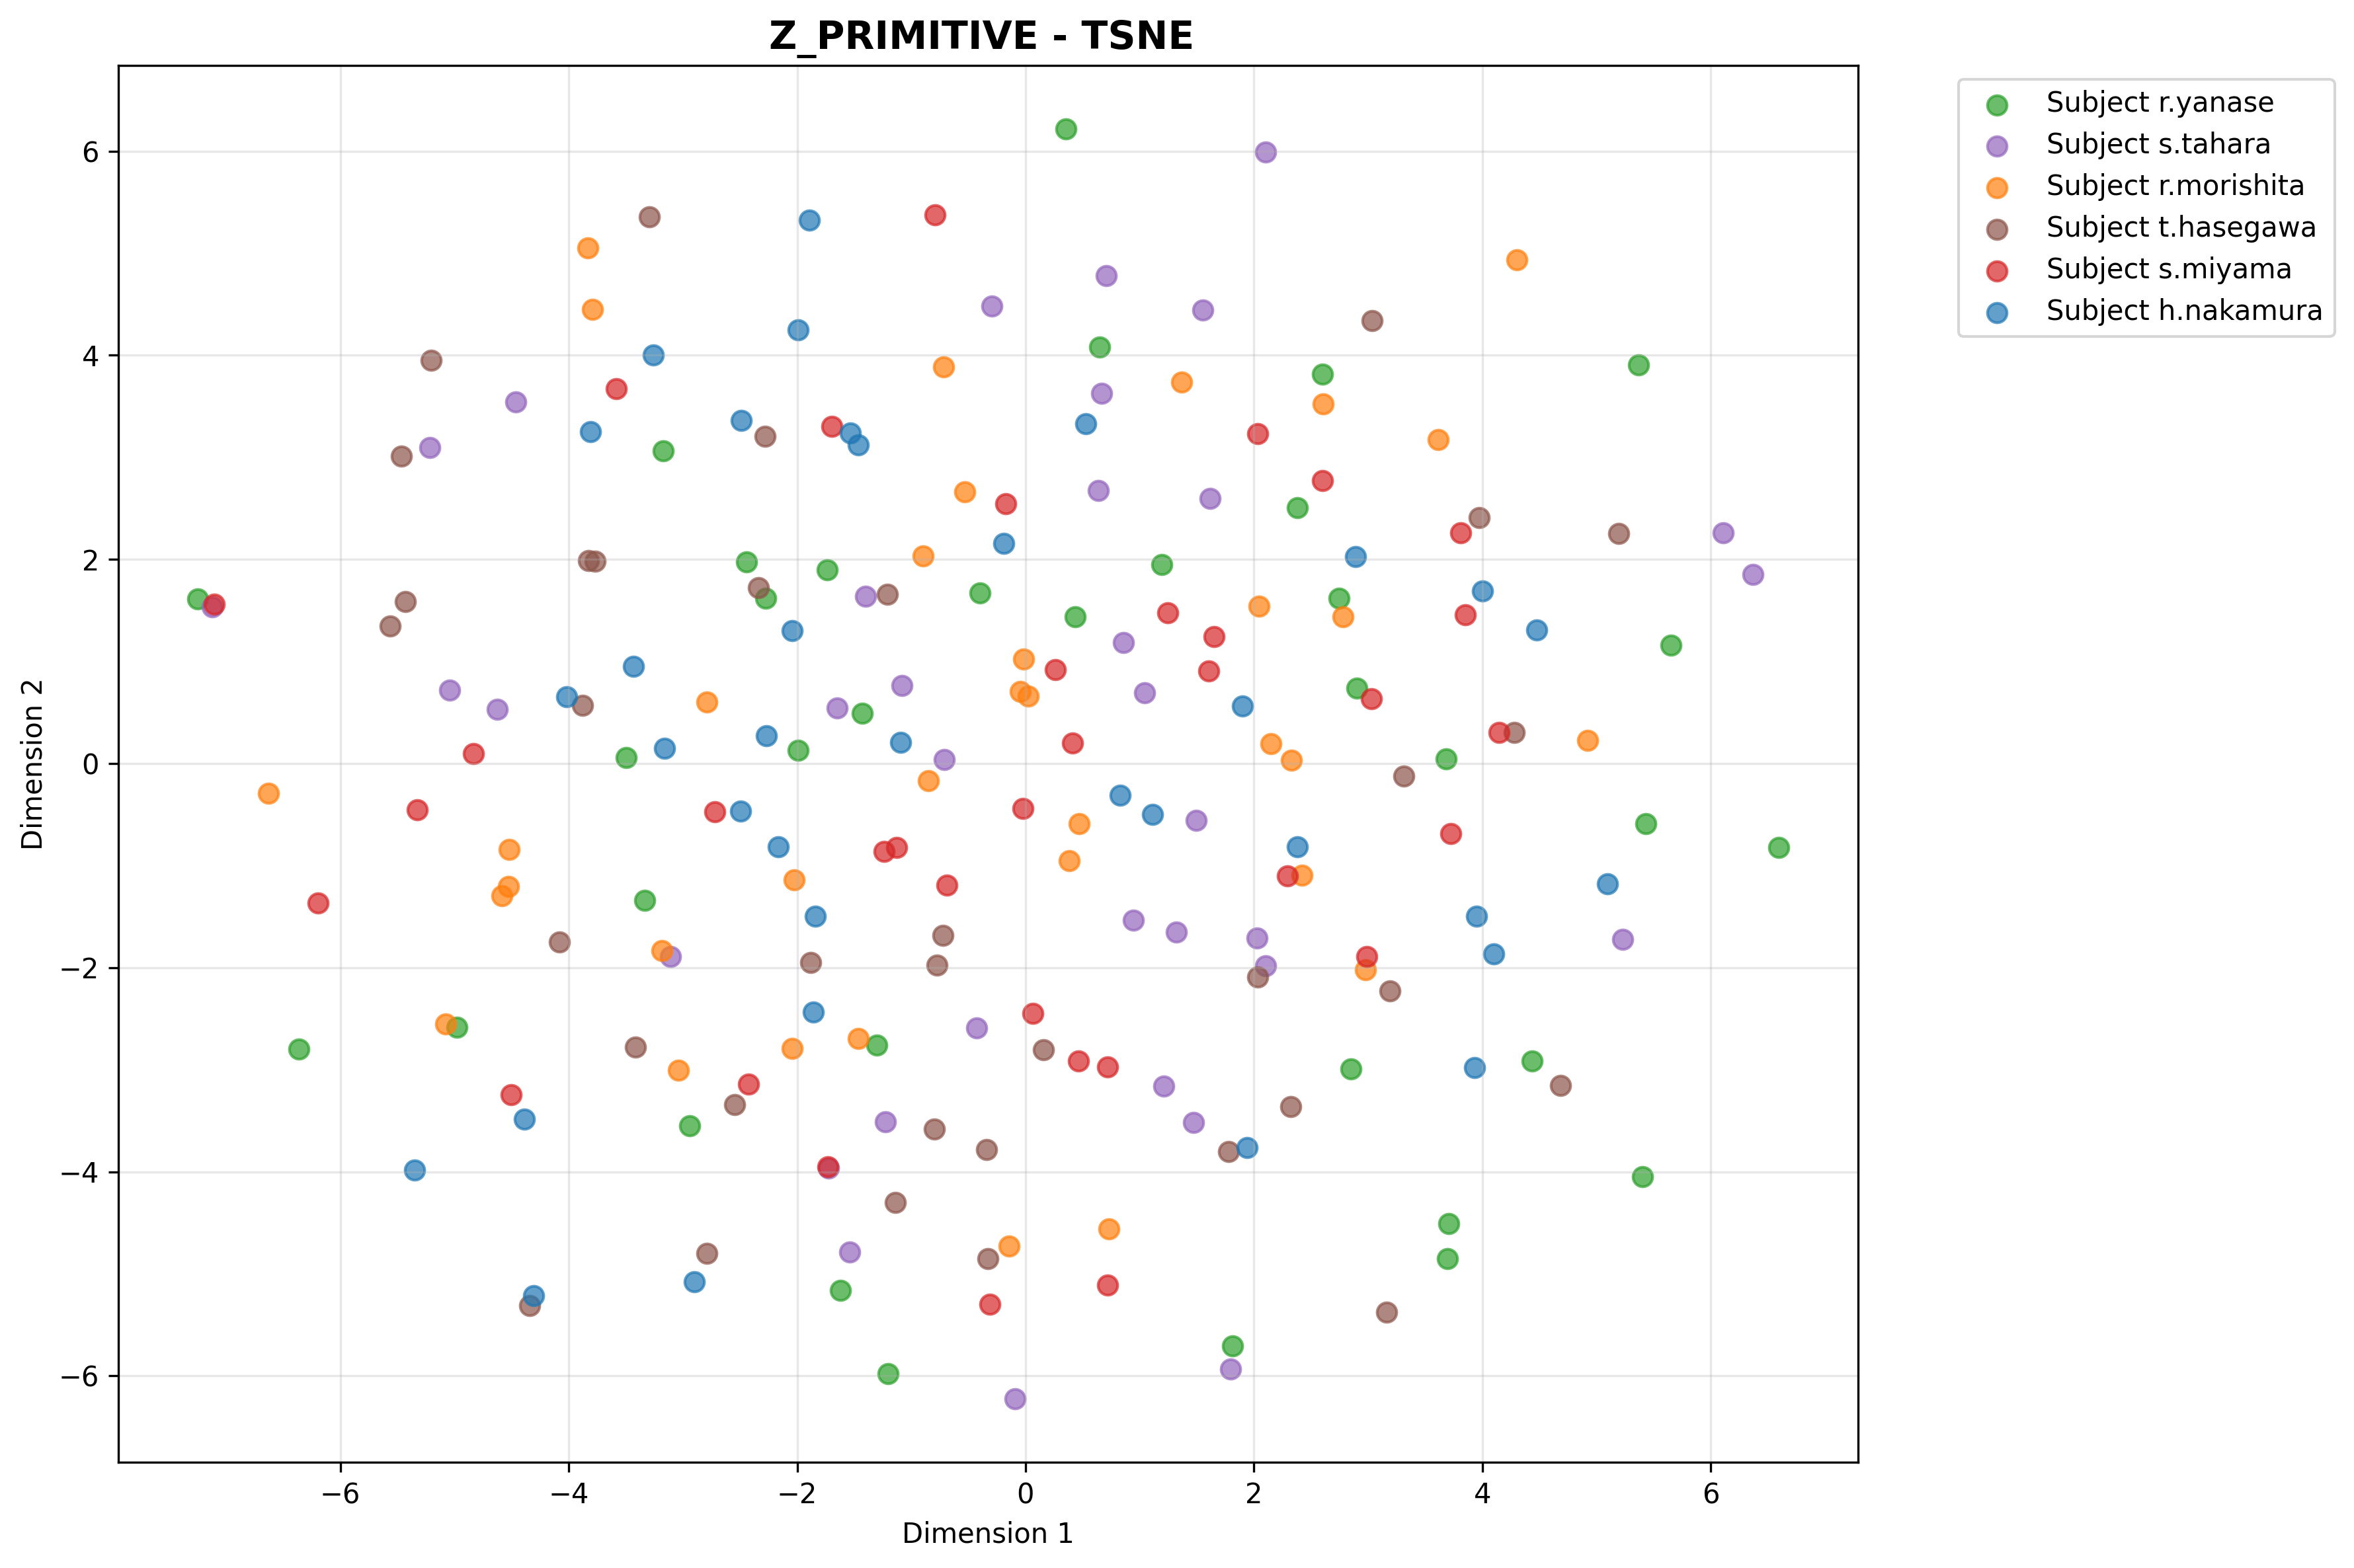 Z_PRIMITIVE - TSNE
Subject r.yanase
Subject s.tahara
Subject r.morishita
Subject t.hasegawa
Subject s.miyama
Subject h.nakamura
Dimension 2
6
4
2
0
−2
−4
−6
−6
−4
−2
0
2
4
6
Dimension 1